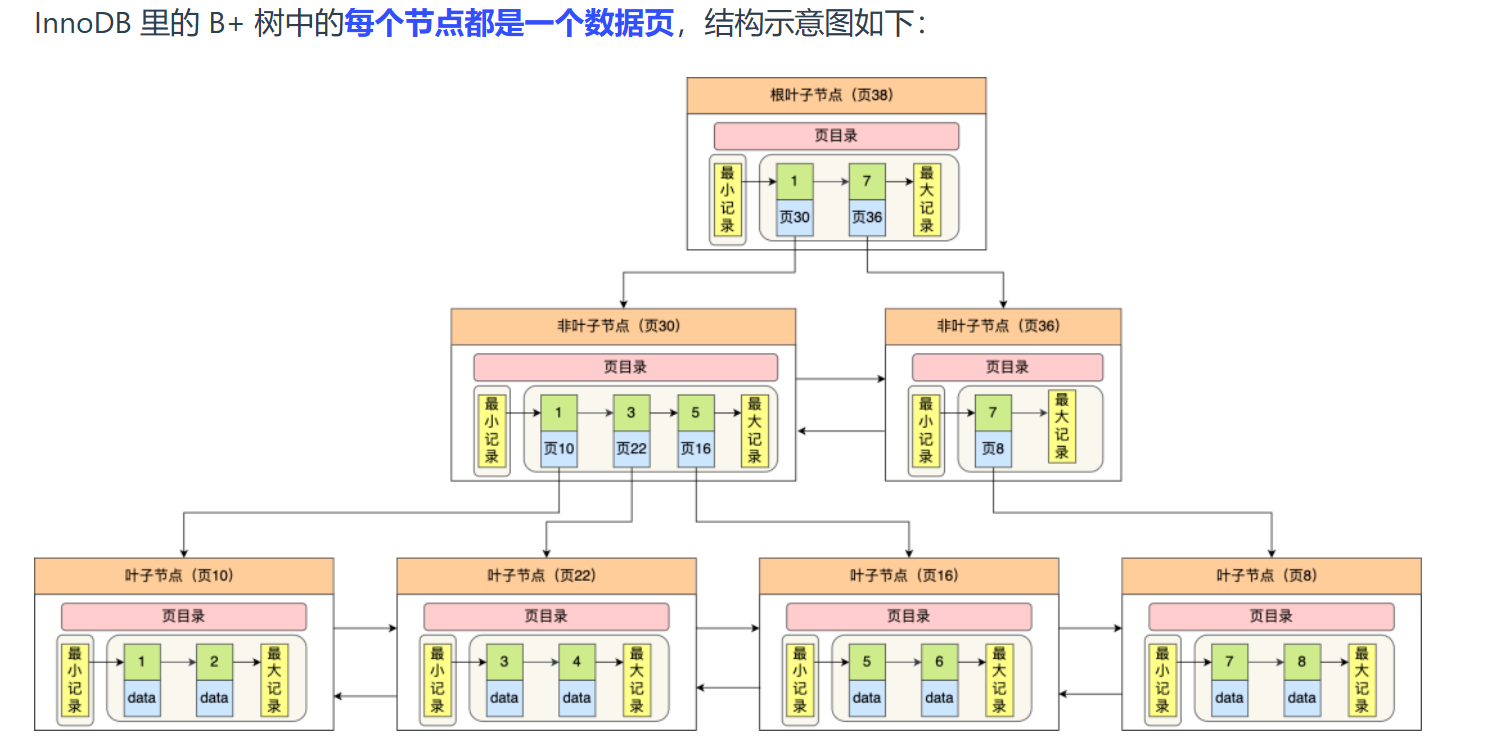 InnoDB 里的 B+ 树中的每个节点都是一个数据页，结构示意图如下：
根叶子节点（页38）
页目录
最小记录 1 7 最大记录
页30 页36
非叶子节点（页30） 非叶子节点（页36）
页目录 页目录
最小记录 1 3 5 最大记录 最小记录 7 最大记录
页10 页22 页16 页8
叶子节点（页10） 叶子节点（页22） 叶子节点（页16） 叶子节点（页8）
页目录 页目录 页目录 页目录
最小记录 1 2 最大记录 最小记录 3 4 最大记录 最小记录 5 6 最大记录 最小记录 7 8 最大记录
data data data data data data data data